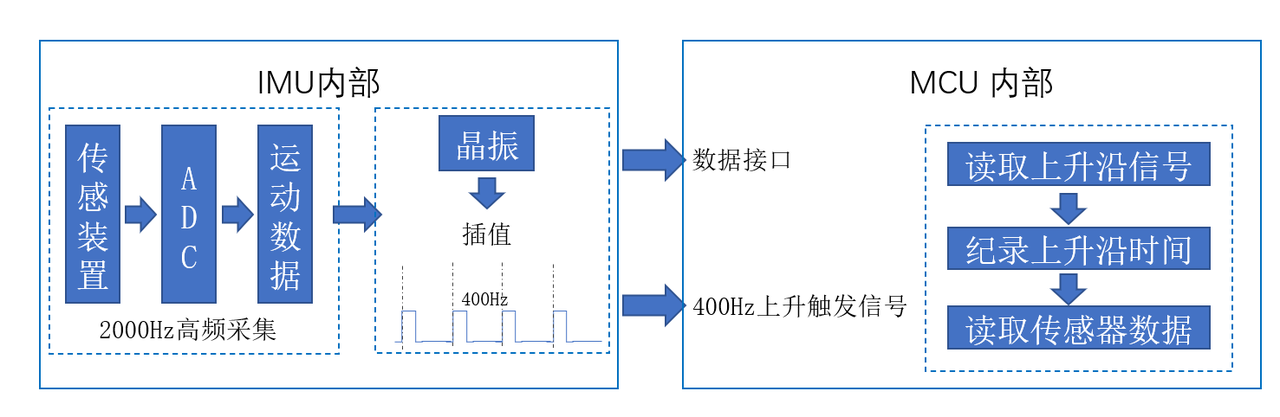 IMU内部
传感装置
ADC
运动数据
2000Hz高频采集
晶振
插值
400Hz
数据接口
400Hz上升触发信号
MCU 内部
读取上升沿信号
纪录上升沿时间
读取传感器数据